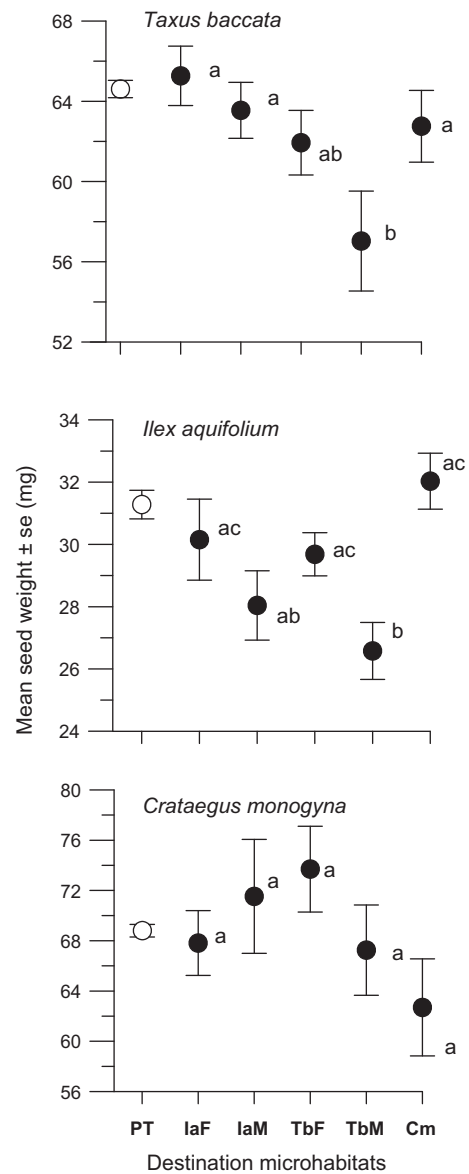 Taxus baccata
68
64
60
56
52
a
a
ab
b
a
Ilex aquifolium
34
32
30
28
26
24
ac
ab
ac
b
ac
Mean seed weight ± se (mg)
Crataegus monogyna
80
76
72
68
64
60
56
a
a
a
a
a
PT IaF IaM TbF TbM Cm
Destination microhabitats